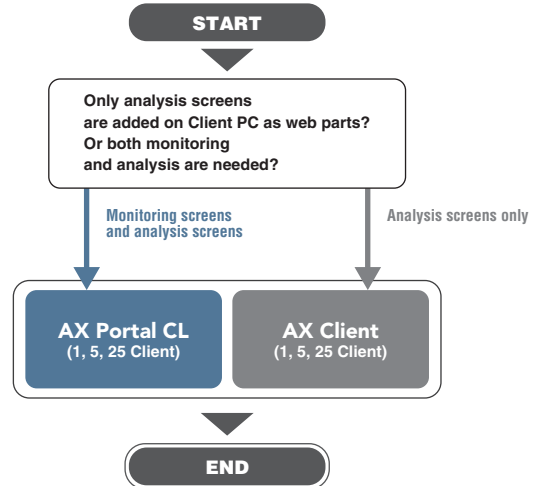 START
Only analysis screens
are added on Client PC as web parts?
Or both monitoring
and analysis are needed?
Monitoring screens
and analysis screens
Analysis screens only
AX Portal CL
(1, 5, 25 Client)
AX Client
(1, 5, 25 Client)
END